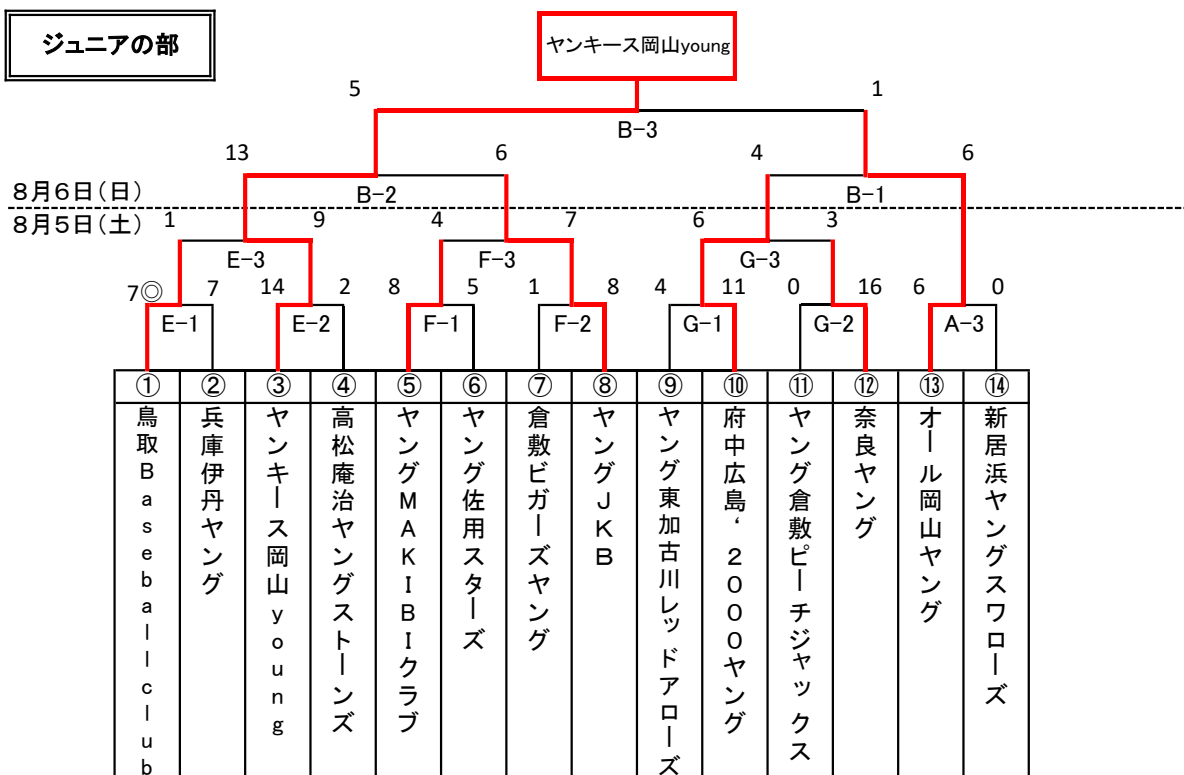 ジュニアの部
ヤンキース岡山young
5 1
B-3
13 6 4 6
8月6日(日)
B-2 B-1
8月5日(土)
1 9 4 7 6 3
E-3 F-3 G-3
7◎ 7 14 2 8 5 1 8 4 11 0 16 6 0
E-1 E-2 F-1 F-2 G-1 G-2 A-3
① ② ③ ④ ⑤ ⑥ ⑦ ⑧ ⑨ ⑩ ⑪ ⑫ ⑬ ⑭
鳥取Baseballclub
兵庫伊丹ヤング
ヤンキース岡山young
高松庵治ヤングストーンズ
ヤングMAKIBIクラブ
ヤング佐用スターズ
倉敷ビガーズヤング
ヤングJKB
ヤング東加古川レッドアローズ
府中広島‘2000ヤング
ヤング倉敷ピーチジャックス
奈良ヤング
オール岡山ヤング
新居浜ヤングスワローズ